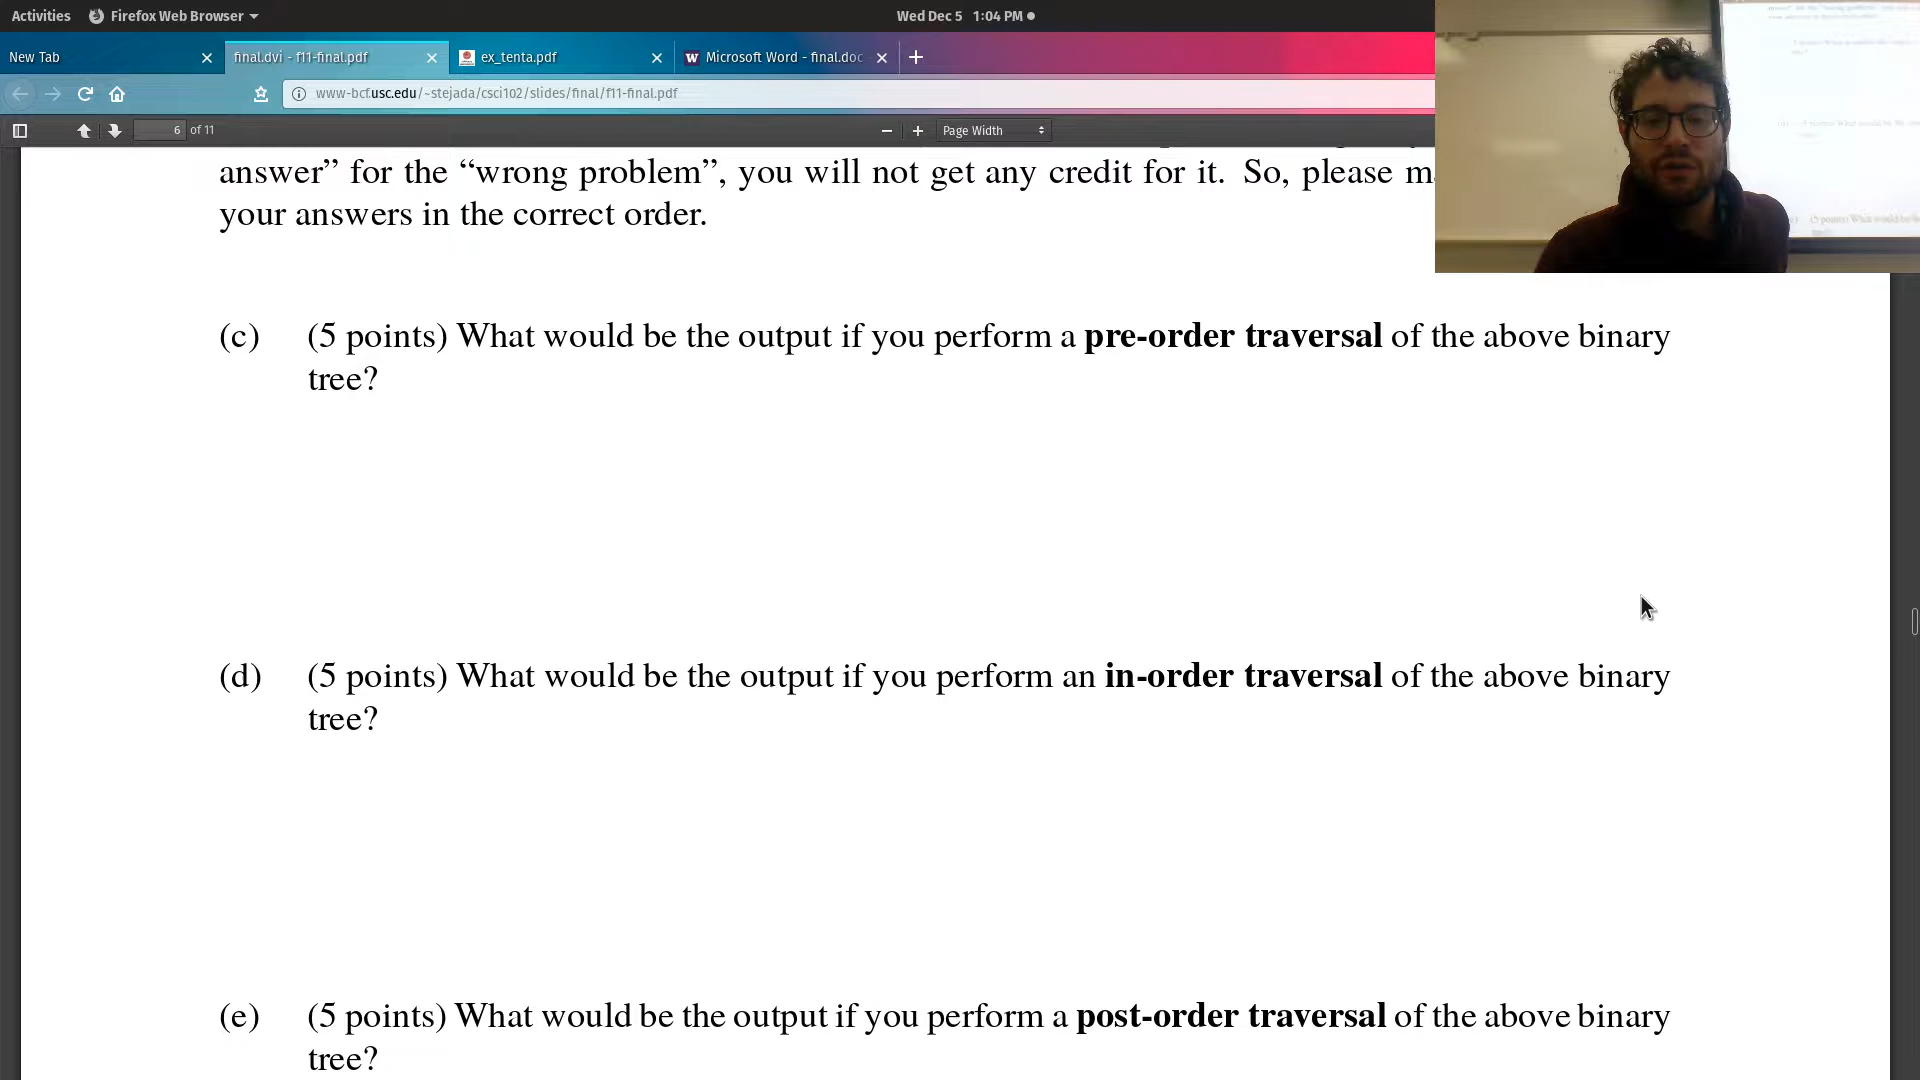 Activities Firefox Web Browser Wed Dec 5 1:04 PM
New Tab final.dvi - f11-final.pdf ex_tenta.pdf Microsoft Word - final.doc
www-bcf.usc.edu/~stejada/csci102/slides/final/f11-final.pdf
6 of 11 Page Width
answer” for the “wrong problem”, you will not get any credit for it. So, please
your answers in the correct order.
(c) (5 points) What would be the output if you perform a pre-order traversal of the above binary
tree?
(d) (5 points) What would be the output if you perform an in-order traversal of the above binary
tree?
(e) (5 points) What would be the output if you perform a post-order traversal of the above binary
tree?